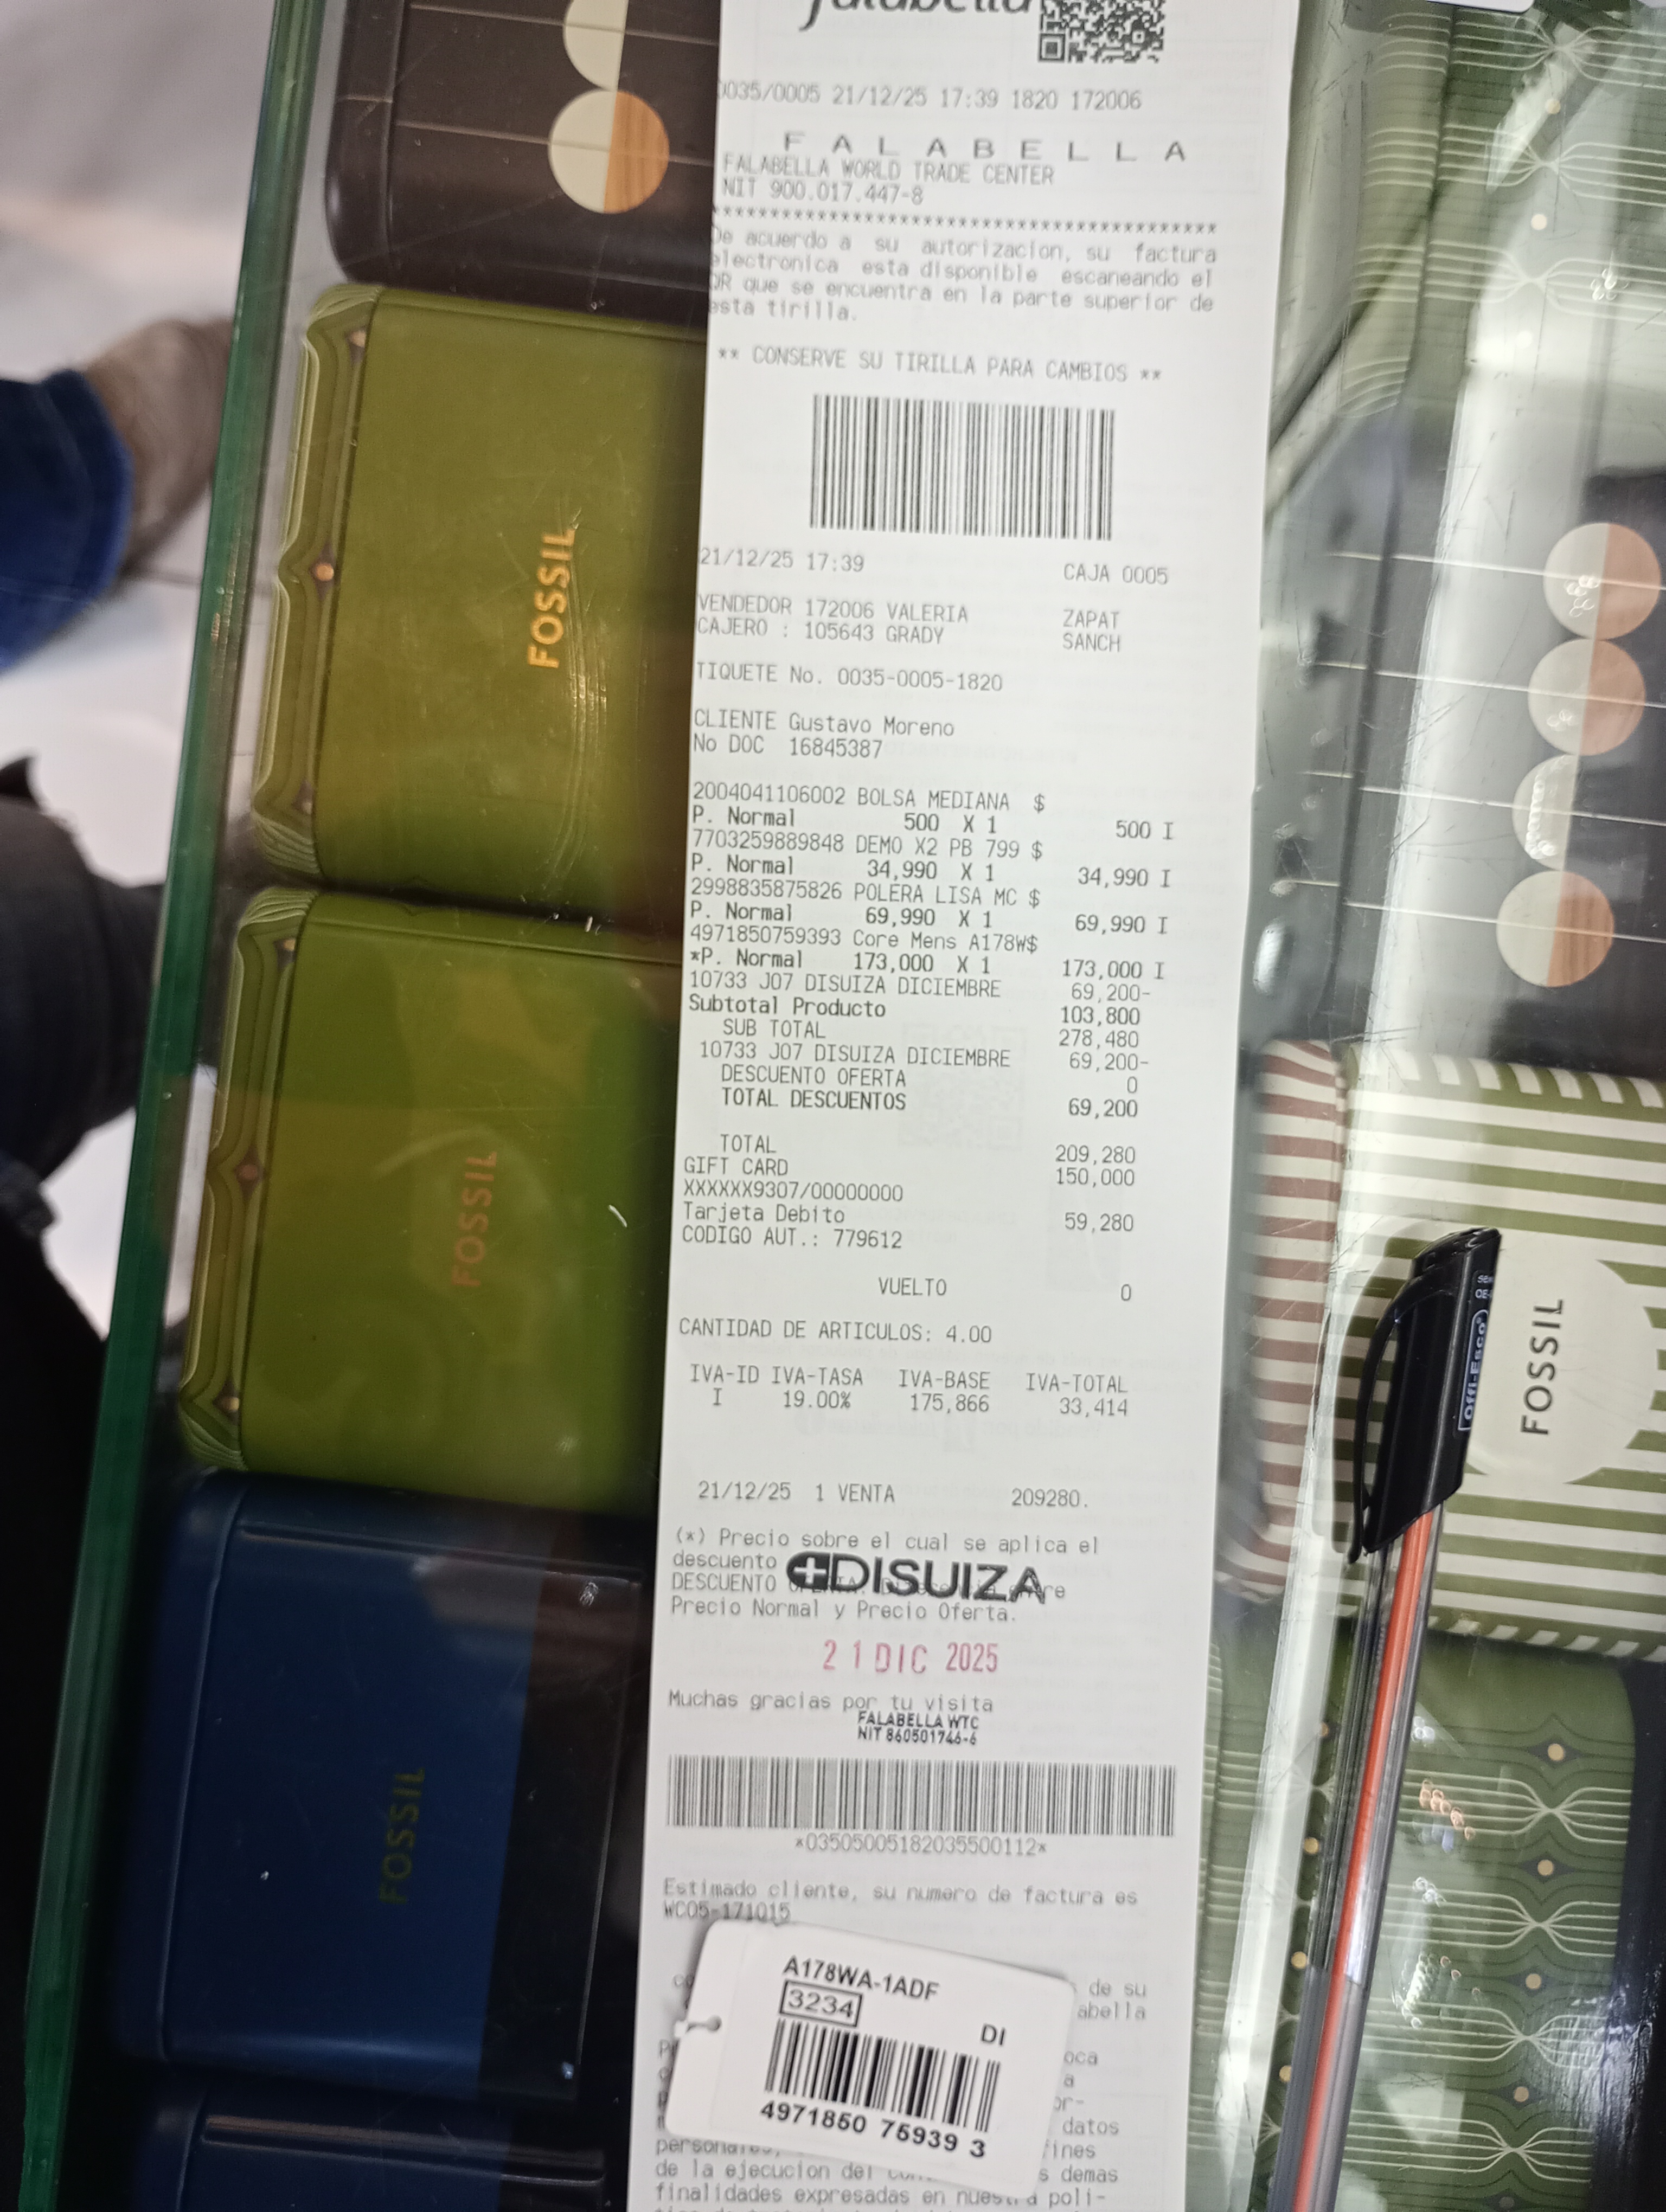 falabella
0035/0005 21/12/25 17:39 1820 172006
F A L A B E L L A
FALABELLA WORLD TRADE CENTER
NIT 900.017.447-8
******************************************
De acuerdo a su autorizacion, su factura
electronica esta disponible escaneando el
QR que se encuentra en la parte superior de
esta tirilla.
** CONSERVE SU TIRILLA PARA CAMBIOS **
21/12/25 17:39 CAJA 0005
VENDEDOR 172006 VALERIA ZAPAT
CAJERO : 105643 GRADY SANCH
TIQUETE No. 0035-0005-1820
CLIENTE Gustavo Moreno
No DOC 16845387
2004041106002 BOLSA MEDIANA $
P. Normal 500 X 1 500 I
7703259889848 DEMO X2 PB 799 $
P. Normal 34,990 X 1 34,990 I
2998835875826 POLERA LISA MC $
P. Normal 69,990 X 1 69,990 I
4971850759393 Core Mens A178W$
*P. Normal 173,000 X 1 173,000 I
10733 J07 DISUIZA DICIEMBRE 69,200-
Subtotal Producto 103,800
SUB TOTAL 278,480
10733 J07 DISUIZA DICIEMBRE 69,200-
DESCUENTO OFERTA 0
TOTAL DESCUENTOS 69,200
TOTAL 209,280
GIFT CARD 150,000
XXXXXX9307/00000000
Tarjeta Debito 59,280
CODIGO AUT.: 779612
VUELTO 0
CANTIDAD DE ARTICULOS: 4.00
IVA-ID IVA-TASA IVA-BASE IVA-TOTAL
I 19.00% 175,866 33,414
21/12/25 1 VENTA 209280.
(*) Precio sobre el cual se aplica el
descuento
DISUIZA
DESCUENTO
Precio Normal y Precio Oferta.
21 DIC 2025
Muchas gracias por tu visita
FALABELLA WTC
NIT 860501746-6
*03505005182035500112*
Estimado cliente, su numero de factura es
WC05-171015
de su
abella
A178WA-1ADF
3234
DI
4971850 75939 3
oca
a
datos
de la ejecucion del
s demas
finalidades expresadas en nuestra poli-
FOSSIL
FOSSIL
FOSSIL
FOSSIL
Offi-Esco